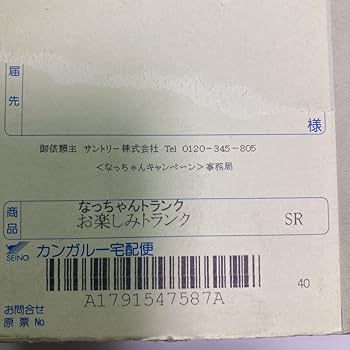 届
先
様
御依頼主 サントリー株式会社 Tel 0120-345-805
<なっちゃんキャンペーン>事務局
商品
なっちゃんトランク
お楽しみトランク
SR
SEINO カンガルー宅配便
40
A1791547587A
お問合せ
原票 No.